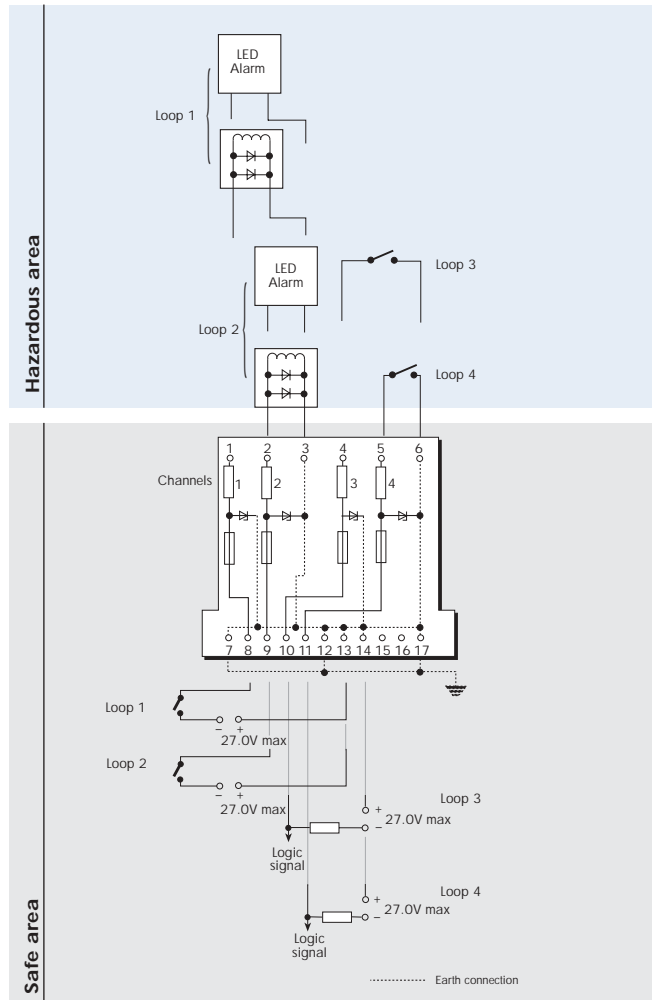 Hazardous area
LED
Alarm
Loop 1
LED
Alarm
Loop 2
Loop 3
Loop 4
Safe area
1 2 3 4 5 6
Channels
1 2 3 4
7 8 9 10 11 12 13 14 15 16 17
Loop 1
– +
27.0V max
Loop 2
– +
27.0V max
Loop 3
+
27.0V max
–
Logic
signal
Loop 4
+
27.0V max
–
Logic
signal
Earth connection